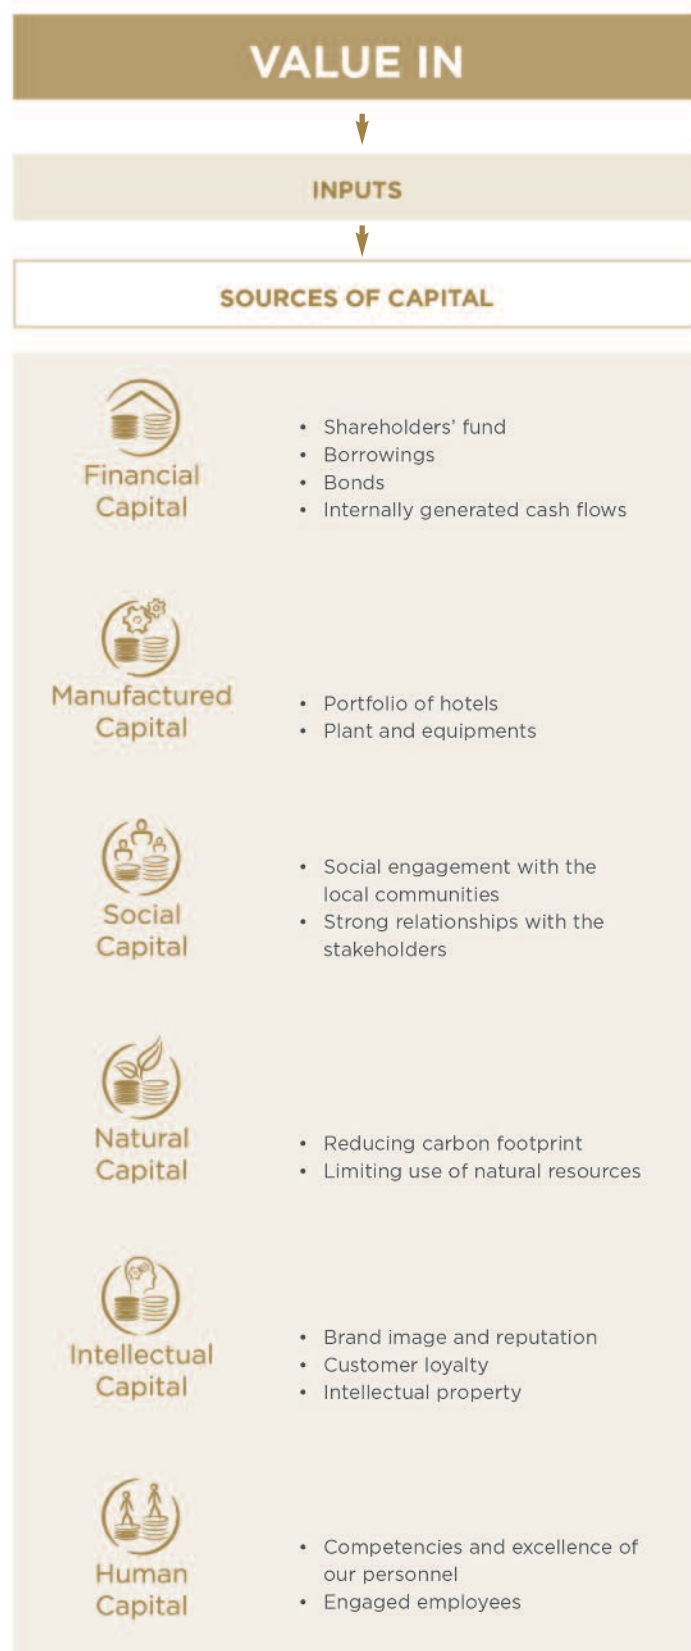 VALUE IN
INPUTS
SOURCES OF CAPITAL
Financial
Capital
• Shareholders' fund
• Borrowings
• Bonds
• Internally generated cash flows
Manufactured
Capital
• Portfolio of hotels
• Plant and equipments
Social
Capital
• Social engagement with the
local communities
• Strong relationships with the
stakeholders
Natural
Capital
• Reducing carbon footprint
• Limiting use of natural resources
Intellectual
Capital
• Brand image and reputation
• Customer loyalty
• Intellectual property
Human
Capital
• Competencies and excellence of
our personnel
• Engaged employees